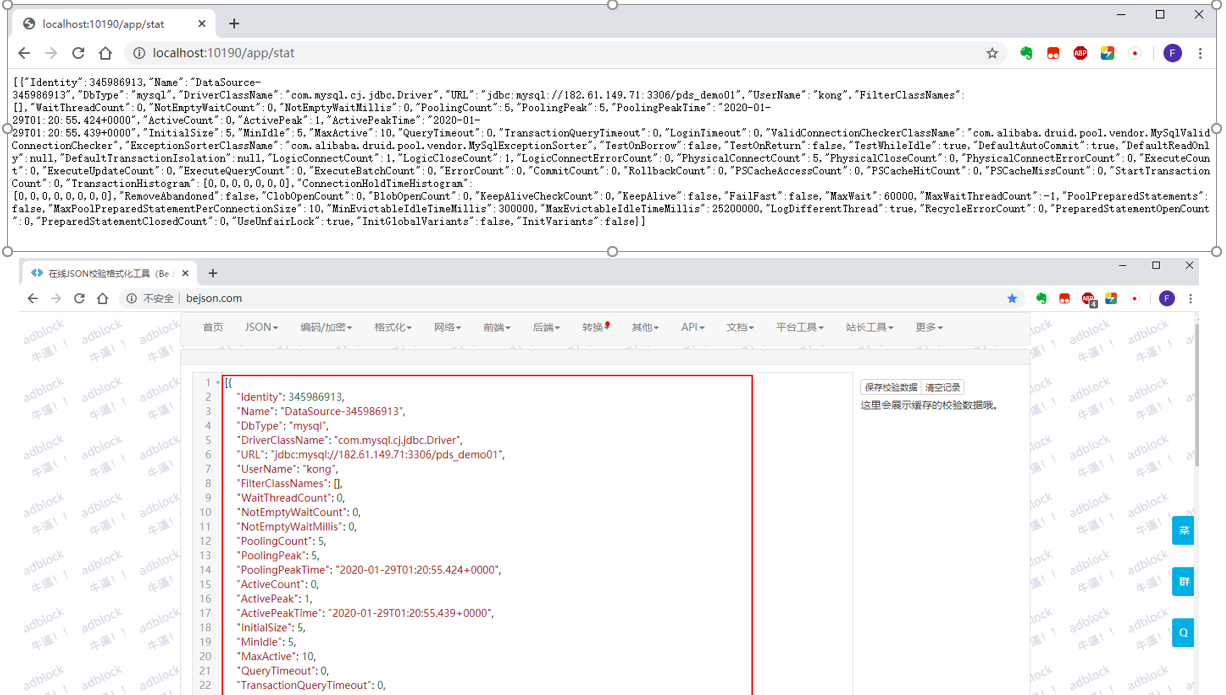 localhost:10190/app/stat
localhost:10190/app/stat
[{"Identity":345986913,"Name":"DataSource-
345986913","DbType":"mysql","DriverClassName":"com.mysql.cj.jdbc.Driver","URL":"jdbc:mysql://182.61.149.71:3306/pds_demo01","UserName":"kong","FilterClassNames":
[],"WaitThreadCount":0,"NotEmptyWaitCount":0,"NotEmptyWaitMillis":0,"PoolingCount":5,"PoolingPeak":5,"PoolingPeakTime":"2020-01-
29T01:20:55.424+0000","ActiveCount":0,"ActivePeak":1,"ActivePeakTime":"2020-01-
29T01:20:55.439+0000","InitialSize":5,"MinIdle":5,"MaxActive":10,"QueryTimeout":0,"TransactionQueryTimeout":0,"LoginTimeout":0,"ValidConnectionCheckerClassName":"com.alibaba.druid.pool.vendor.MySqlValid
ConnectionChecker","ExceptionSorterClassName":"com.alibaba.druid.pool.vendor.MySqlExceptionSorter","TestOnBorrow":false,"TestOnReturn":false,"TestWhileIdle":true,"DefaultAutoCommit":true,"DefaultReadOnl
y":null,"DefaultTransactionIsolation":null,"LogicConnectCount":1,"LogicCloseCount":1,"LogicConnectErrorCount":0,"PhysicalConnectCount":5,"PhysicalCloseCount":0,"PhysicalConnectErrorCount":0,"ExecuteCoun
t":0,"ExecuteUpdateCount":0,"ExecuteQueryCount":0,"ExecuteBatchCount":0,"ErrorCount":0,"CommitCount":0,"RollbackCount":0,"PSCacheAccessCount":0,"PSCacheHitCount":0,"PSCacheMissCount":0,"StartTransaction
Count":0,"TransactionHistogram":[0,0,0,0,0,0,0],"ConnectionHoldTimeHistogram":
[0,0,0,0,0,0,0,0],"RemoveAbandoned":false,"ClobOpenCount":0,"BlobOpenCount":0,"KeepAliveCheckCount":0,"KeepAlive":false,"FailFast":false,"MaxWait":60000,"MaxWaitThreadCount":-1,"PoolPreparedStatements":
false,"MaxPoolPreparedStatementPerConnectionSize":10,"MinEvictableIdleTimeMillis":300000,"MaxEvictableIdleTimeMillis":25200000,"LogDifferentThread":true,"RecycleErrorCount":0,"PreparedStatementOpenCount"
:0,"PreparedStatementClosedCount":0,"UseUnfairLock":true,"InitGlobalVariants":false,"InitVariants":false}]
在线JSON校验格式化工具（Be J
不安全 bejson.com
首页 JSON 编码/加密 格式化 网络 前端 后端 转换 其他 API 文档 平台工具 站长工具 更多
1 [{
2 "Identity": 345986913,
3 "Name": "DataSource-345986913",
4 "DbType": "mysql",
5 "DriverClassName": "com.mysql.cj.jdbc.Driver",
6 "URL": "jdbc:mysql://182.61.149.71:3306/pds_demo01",
7 "UserName": "kong",
8 "FilterClassNames": [],
9 "WaitThreadCount": 0,
10 "NotEmptyWaitCount": 0,
11 "NotEmptyWaitMillis": 0,
12 "PoolingCount": 5,
13 "PoolingPeak": 5,
14 "PoolingPeakTime": "2020-01-29T01:20:55.424+0000",
15 "ActiveCount": 0,
16 "ActivePeak": 1,
17 "ActivePeakTime": "2020-01-29T01:20:55.439+0000",
18 "InitialSize": 5,
19 "MinIdle": 5,
20 "MaxActive": 10,
21 "QueryTimeout": 0,
22 "TransactionQueryTimeout": 0,
保存校验数据 清空记录
这里会展示缓存的校验数据哦。
菜
群
Q
adblock
牛逼！！